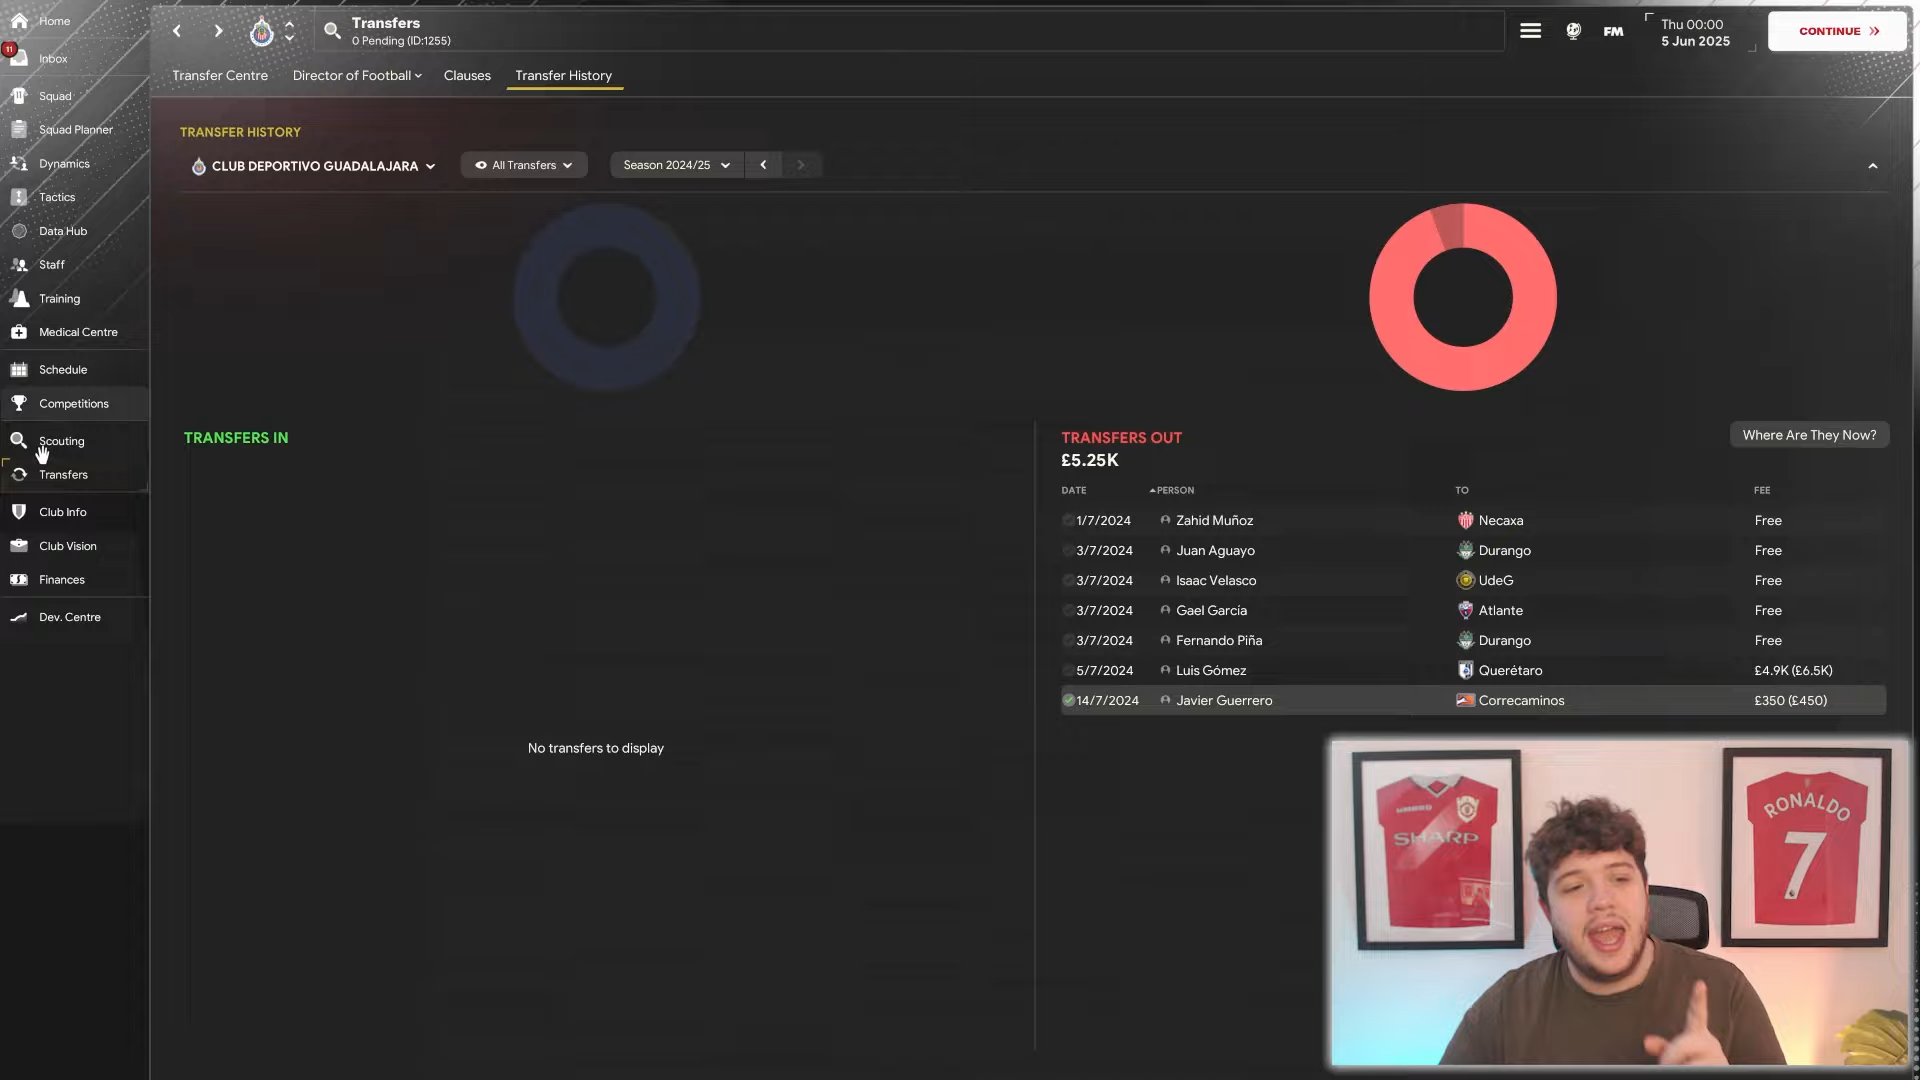 Home
11
Inbox
Squad
Squad Planner
Dynamics
Tactics
Data Hub
Staff
Training
Medical Centre
Schedule
Competitions
Scouting
Transfers
Club Info
Club Vision
Finances
Dev. Centre
Transfers
0 Pending (ID:1255)
FM
Thu 00:00
5 Jun 2025
CONTINUE
Transfer Centre
Director of Football
Clauses
Transfer History
TRANSFER HISTORY
CLUB DEPORTIVO GUADALAJARA
All Transfers
Season 2024/25
TRANSFERS IN
No transfers to display
TRANSFERS OUT
£5.25K
Where Are They Now?
DATE PERSON TO FEE
1/7/2024 Zahid Muñoz Necaxa Free
3/7/2024 Juan Aguayo Durango Free
3/7/2024 Isaac Velasco UdeG Free
3/7/2024 Gael García Atlante Free
3/7/2024 Fernando Piña Durango Free
5/7/2024 Luis Gómez Querétaro £4.9K (£6.5K)
14/7/2024 Javier Guerrero Correcaminos £350 (£450)
UMBRO
SHARP
RONALDO
7